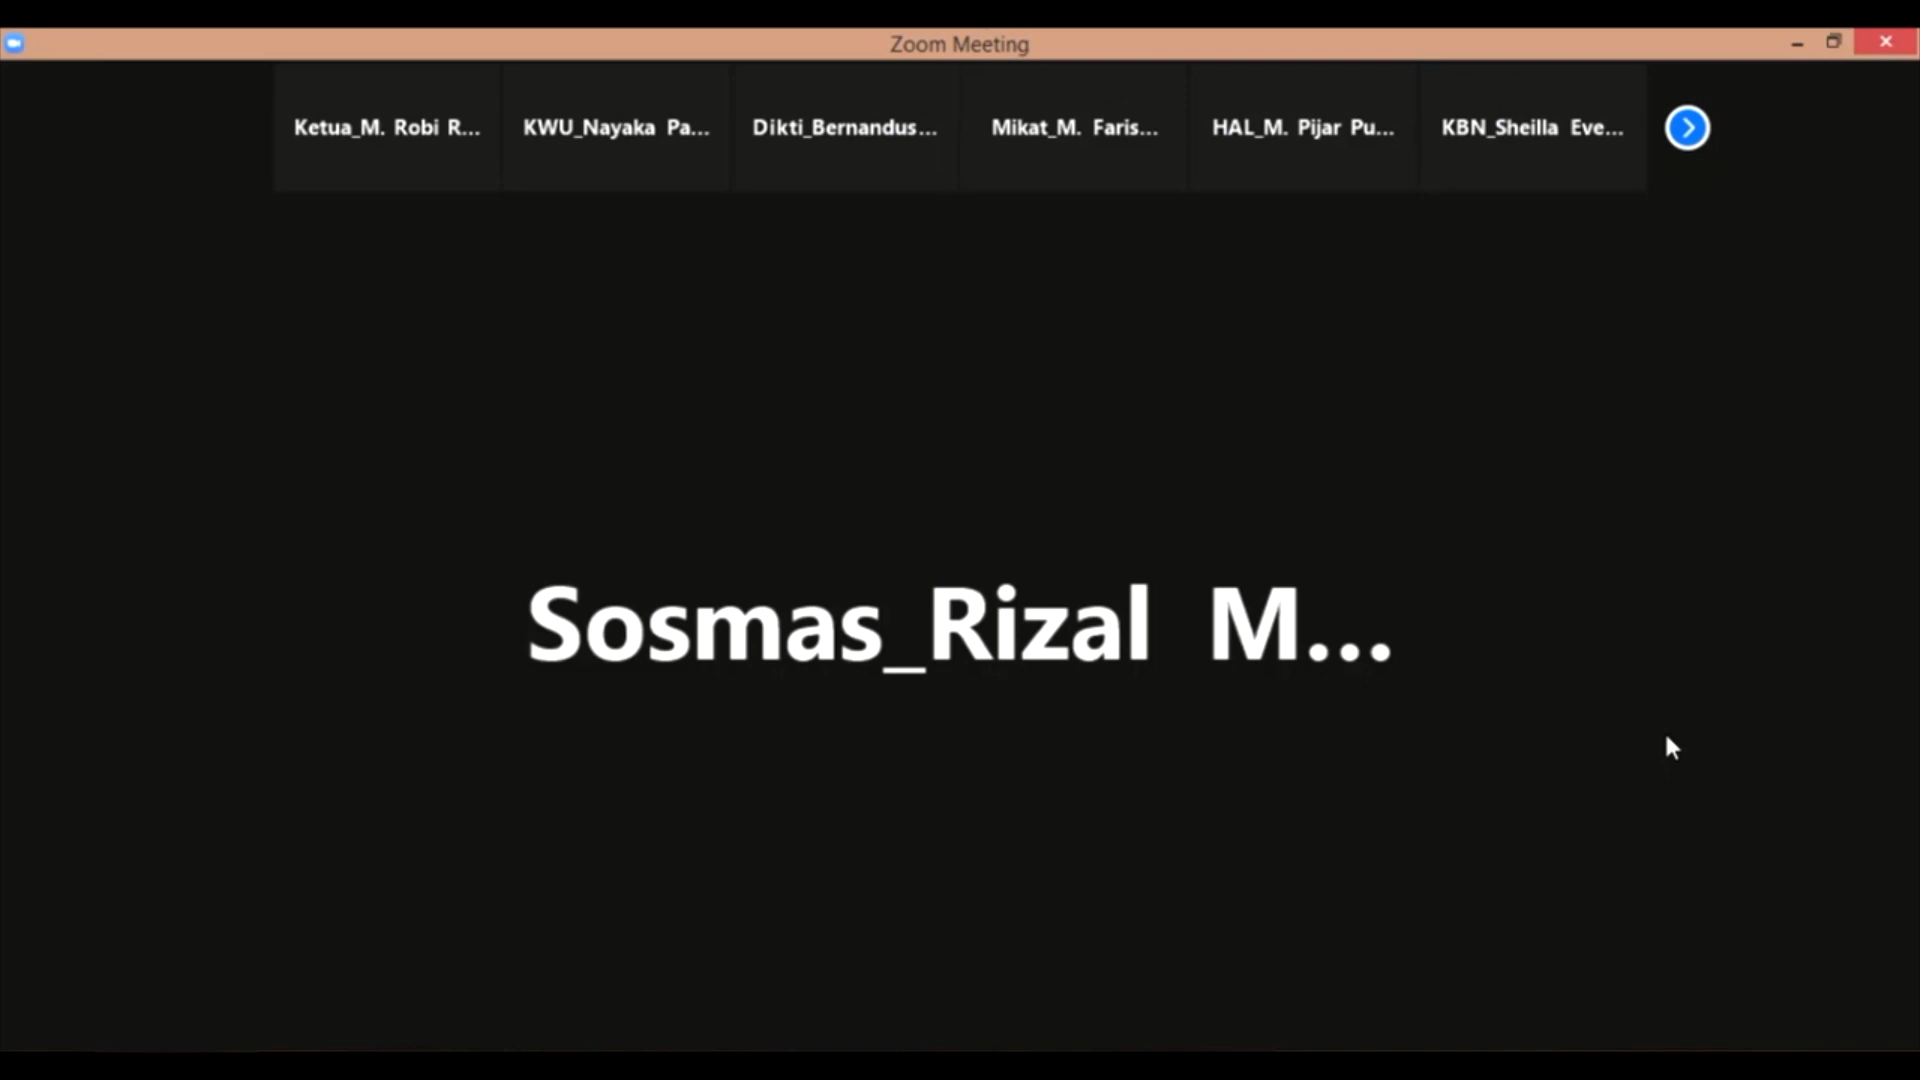 Zoom Meeting
Ketua_M. Robi R... KWU_Nayaka Pa... Dikti_Bernandus... Mikat_M. Faris... HAL_M. Pijar Pu... KBN_Sheilla Eve...
Sosmas_Rizal M...